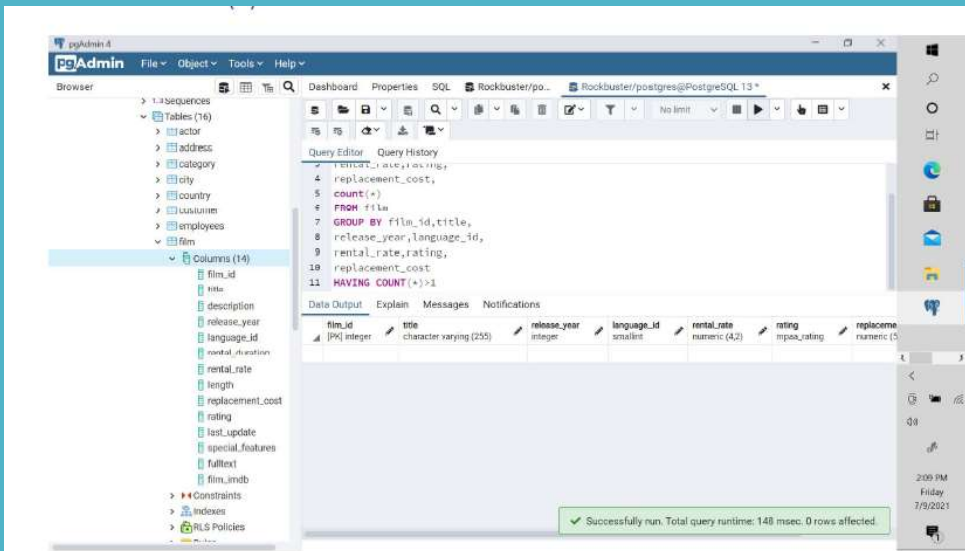 pgAdmin 4
pgAdmin File Object Tools Help
Browser
Dashboard Properties SQL Rockbuster/po... Rockbuster/postgres@PostgreSQL 13 *
1.3 Sequences
Tables (16)
actor
address
category
city
country
customer
employees
film
Columns (14)
film_id
title
description
release_year
language_id
rental_duration
rental_rate
length
replacement_cost
rating
last_update
special_features
fulltext
film_imdb
Constraints
Indexes
RLS Policies
No limit
Query Editor Query History
3 rental_rate,rating,
4 replacement_cost,
5 count(*)
6 FROM film
7 GROUP BY film_id,title,
8 release_year,language_id,
9 rental_rate,rating,
10 replacement_cost
11 HAVING COUNT(*)>1
Data Output Explain Messages Notifications
film_id title release_year language_id rental_rate rating replaceme
[PK] integer character varying (255) integer smallint numeric (4,2) mpaa_rating numeric (5
Successfully run. Total query runtime: 148 msec. 0 rows affected.
2:09 PM
Friday
7/9/2021